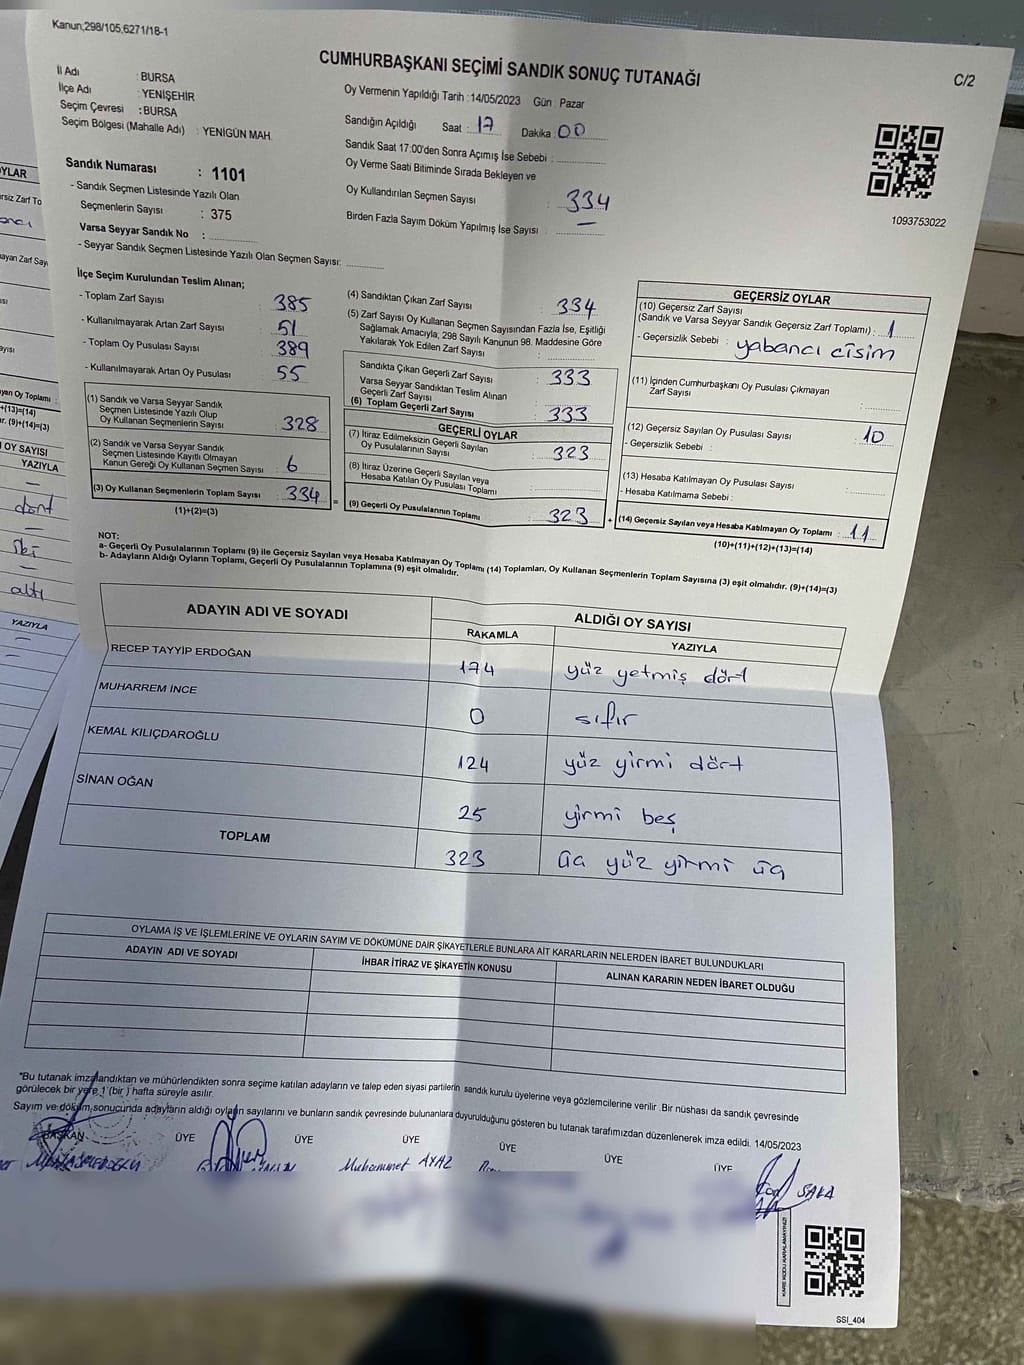 Kanun;298/105,6271/18-1
CUMHURBAŞKANI SEÇİMİ SANDIK SONUÇ TUTANAĞI
C/2
İl Adı : BURSA
İlçe Adı : YENİŞEHİR
Seçim Çevresi : BURSA
Seçim Bölgesi (Mahalle Adı) : YENİGÜN MAH.
Oy Vermenin Yapıldığı Tarih : 14/05/2023 Gün : Pazar
Sandığın Açıldığı Saat : 17 Dakika : 00
Sandık Saat 17:00'den Sonra Açımış İse Sebebi :
Oy Verme Saati Bitiminde Sırada Bekleyen ve
Oy Kullandırılan Seçmen Sayısı : 334
Birden Fazla Sayım Döküm Yapılmış İse Sayısı : —
1093753022
Sandık Numarası : 1101
- Sandık Seçmen Listesinde Yazılı Olan
Seçmenlerin Sayısı : 375
Varsa Seyyar Sandık No :
- Seyyar Sandık Seçmen Listesinde Yazılı Olan Seçmen Sayısı:
İlçe Seçim Kurulundan Teslim Alınan;
- Toplam Zarf Sayısı : 385
- Kullanılmayarak Artan Zarf Sayısı : 51
- Toplam Oy Pusulası Sayısı : 389
- Kullanılmayarak Artan Oy Pusulası : 55
(1) Sandık ve Varsa Seyyar Sandık
Seçmen Listesinde Yazılı Olup
Oy Kullanan Seçmenlerin Sayısı : 328
(2) Sandık ve Varsa Seyyar Sandık
Seçmen Listesinde Kayıtlı Olmayan
Kanun Gereği Oy Kullanan Seçmen Sayısı : 6
(3) Oy Kullanan Seçmenlerin Toplam Sayısı : 334
(1)+(2)=(3)
(4) Sandıktan Çıkan Zarf Sayısı : 334
(5) Zarf Sayısı Oy Kullanan Seçmen Sayısından Fazla İse, Eşitliği
Sağlamak Amacıyla, 298 Sayılı Kanunun 98. Maddesine Göre
Yakılarak Yok Edilen Zarf Sayısı :
Sandıkta Çıkan Geçerli Zarf Sayısı : 333
Varsa Seyyar Sandıktan Teslim Alınan
Geçerli Zarf Sayısı :
(6) Toplam Geçerli Zarf Sayısı : 333
GEÇERLİ OYLAR
(7) İtiraz Edilmeksizin Geçerli Sayılan
Oy Pusulalarının Sayısı : 323
(8) İtiraz Üzerine Geçerli Sayılan veya
Hesaba Katılan Oy Pusulası Toplamı :
(9) Geçerli Oy Pusulalarının Toplamı : 323
GEÇERSİZ OYLAR
(10) Geçersiz Zarf Sayısı
(Sandık ve Varsa Seyyar Sandık Geçersiz Zarf Toplamı) : 1
- Geçersizlik Sebebi : yabancı cisim
(11) İçinden Cumhurbaşkanı Oy Pusulası Çıkmayan
Zarf Sayısı :
(12) Geçersiz Sayılan Oy Pusulası Sayısı : 10
- Geçersizlik Sebebi :
(13) Hesaba Katılmayan Oy Pusulası Sayısı :
- Hesaba Katılmama Sebebi :
(14) Geçersiz Sayılan veya Hesaba Katılmayan Oy Toplamı : 11
(10)+(11)+(12)+(13)=(14)
NOT:
a- Geçerli Oy Pusulalarının Toplamı (9) ile Geçersiz Sayılan veya Hesaba Katılmayan Oy Toplamı (14) Toplamları, Oy Kullanan Seçmenlerin Toplam Sayısına (3) eşit olmalıdır. (9)+(14)=(3)
b- Adayların Aldığı Oyların Toplamı, Geçerli Oy Pusulalarının Toplamına (9) eşit olmalıdır.
ADAYIN ADI VE SOYADI ALDIĞI OY SAYISI
RAKAMLA YAZIYLA
RECEP TAYYİP ERDOĞAN 174 yüz yetmiş dört
MUHARREM İNCE 0 sıfır
KEMAL KILIÇDAROĞLU 124 yüz yirmi dört
SİNAN OĞAN 25 yirmi beş
TOPLAM 323 üç yüz yirmi üç
OYLAMA İŞ VE İŞLEMLERİNE VE OYLARIN SAYIM VE DÖKÜMÜNE DAİR ŞİKAYETLERLE BUNLARA AİT KARARLARIN NELERDEN İBARET BULUNDUKLARI
ADAYIN ADI VE SOYADI İHBAR İTİRAZ VE ŞİKAYETİN KONUSU ALINAN KARARIN NEDEN İBARET OLDUĞU
*Bu tutanak imzalandıktan ve mühürlendikten sonra seçime katılan adayların ve talep eden siyasi partilerin sandık kurulu üyelerine veya gözlemcilerine verilir .Bir nüshası da sandık çevresinde
görülecek bir yere 1 (bir ) hafta süreyle asılır.
Sayım ve döküm sonucunda adayların aldığı oyların sayılarını ve bunların sandık çevresinde bulunanlara duyurulduğunu gösteren bu tutanak tarafımızdan düzenlenerek imza edildi. 14/05/2023
BAŞKAN ÜYE ÜYE ÜYE ÜYE ÜYE ÜYE
Muhammet AYAZ
SAKA
KARE KODU KARALAMAYINIZ!
SSI_404
OYLAR
YAZIYLA
dört
altı
YAZIYLA